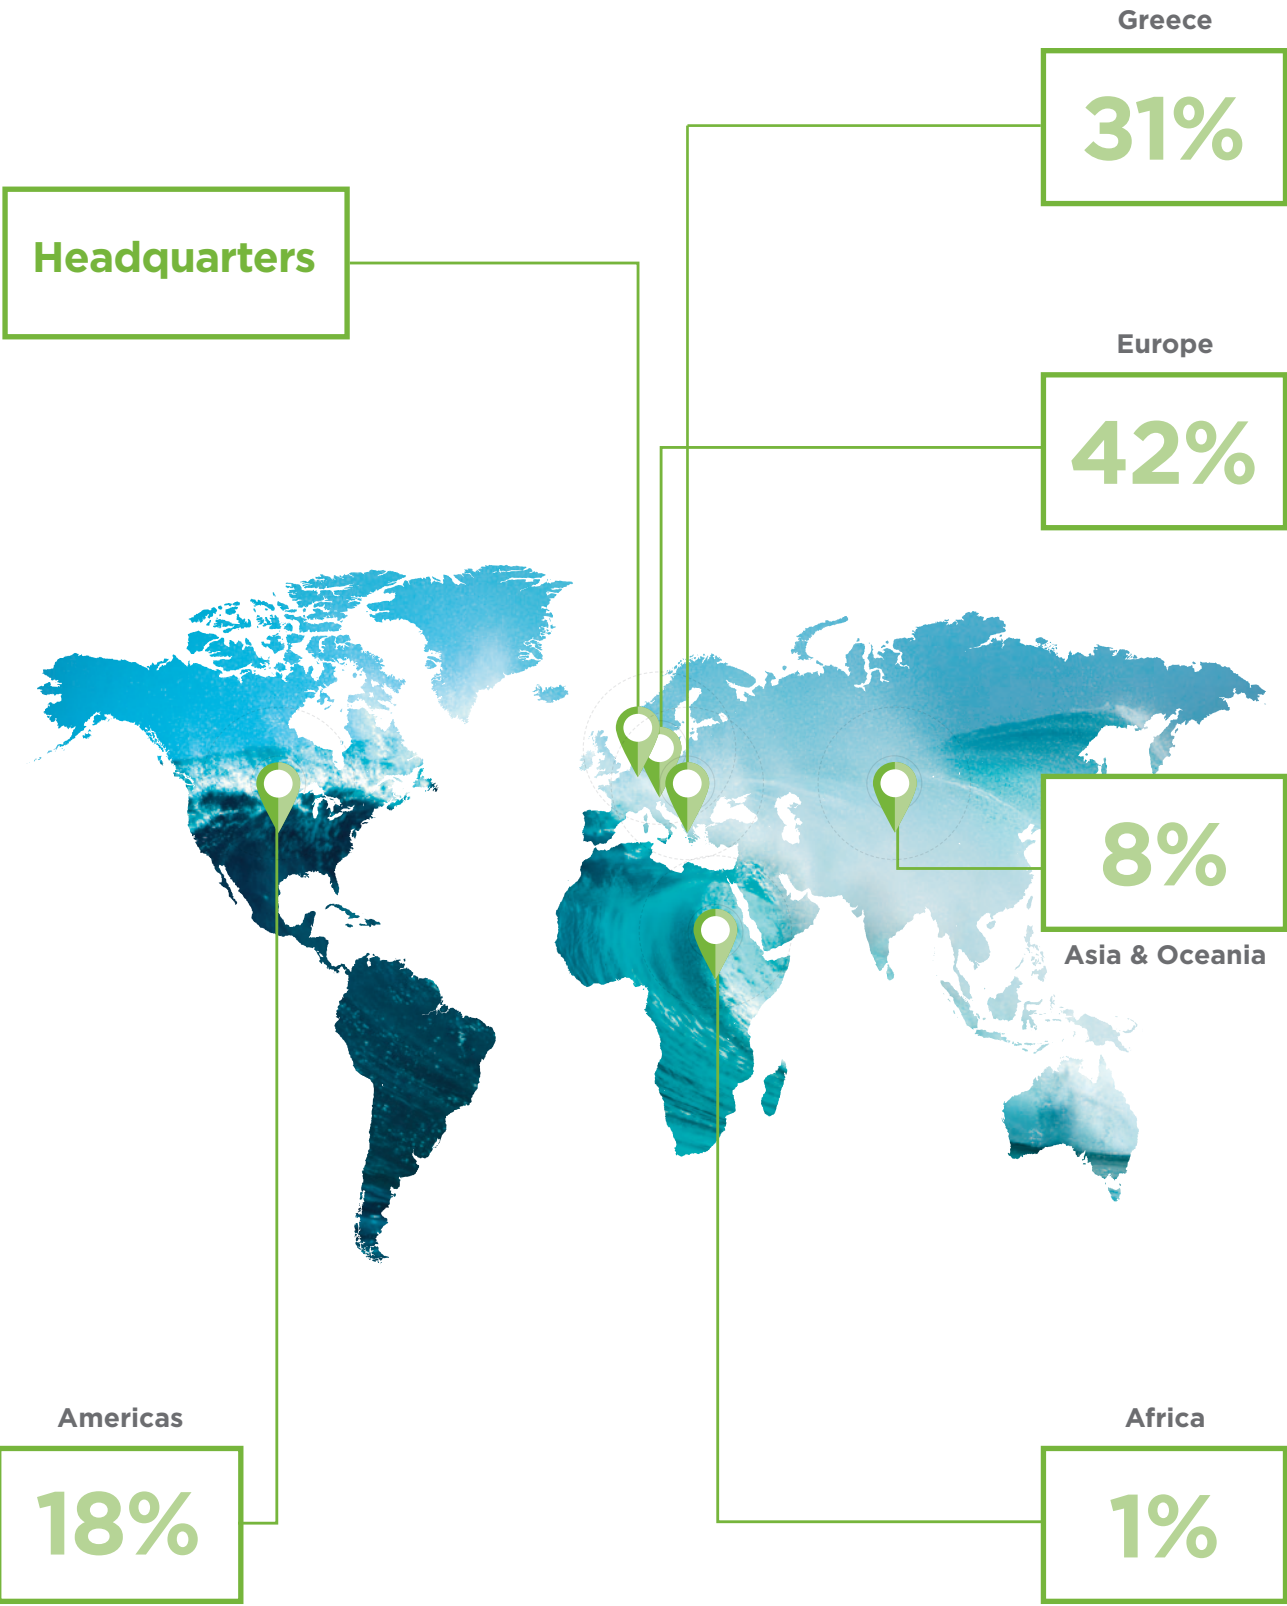 Greece
31%
Headquarters
Europe
42%
8%
Asia & Oceania
Americas
18%
Africa
1%